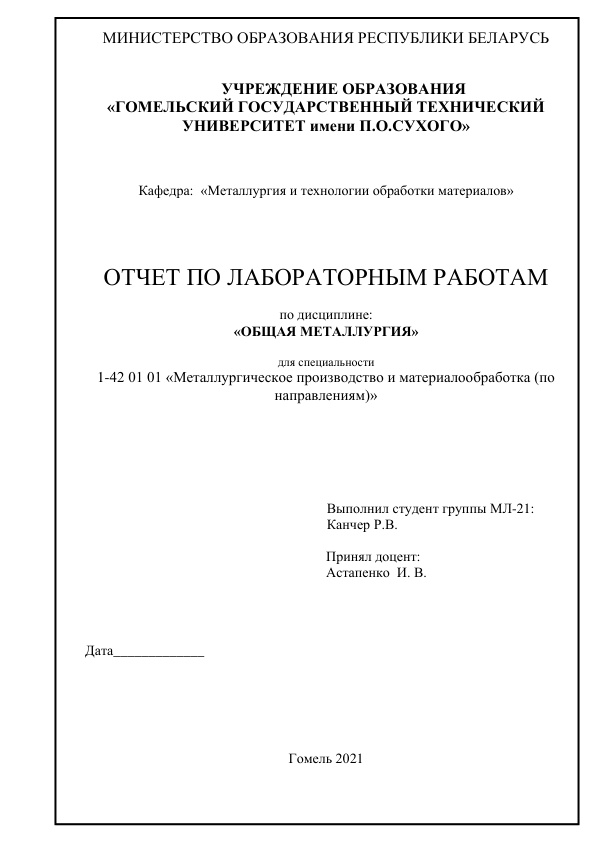 МИНИСТЕРСТВО ОБРАЗОВАНИЯ РЕСПУБЛИКИ БЕЛАРУСЬ
УЧРЕЖДЕНИЕ ОБРАЗОВАНИЯ
«ГОМЕЛЬСКИЙ ГОСУДАРСТВЕННЫЙ ТЕХНИЧЕСКИЙ
УНИВЕРСИТЕТ имени П.О.СУХОГО»
Кафедра: «Металлургия и технологии обработки материалов»
ОТЧЕТ ПО ЛАБОРАТОРНЫМ РАБОТАМ
по дисциплине:
«ОБЩАЯ МЕТАЛЛУРГИЯ»
для специальности
1-42 01 01 «Металлургическое производство и материалообработка (по
направлениям)»
Выполнил студент группы МЛ-21:
Канчер Р.В.
Принял доцент:
Астапенко И. В.
Дата_____________
Гомель 2021